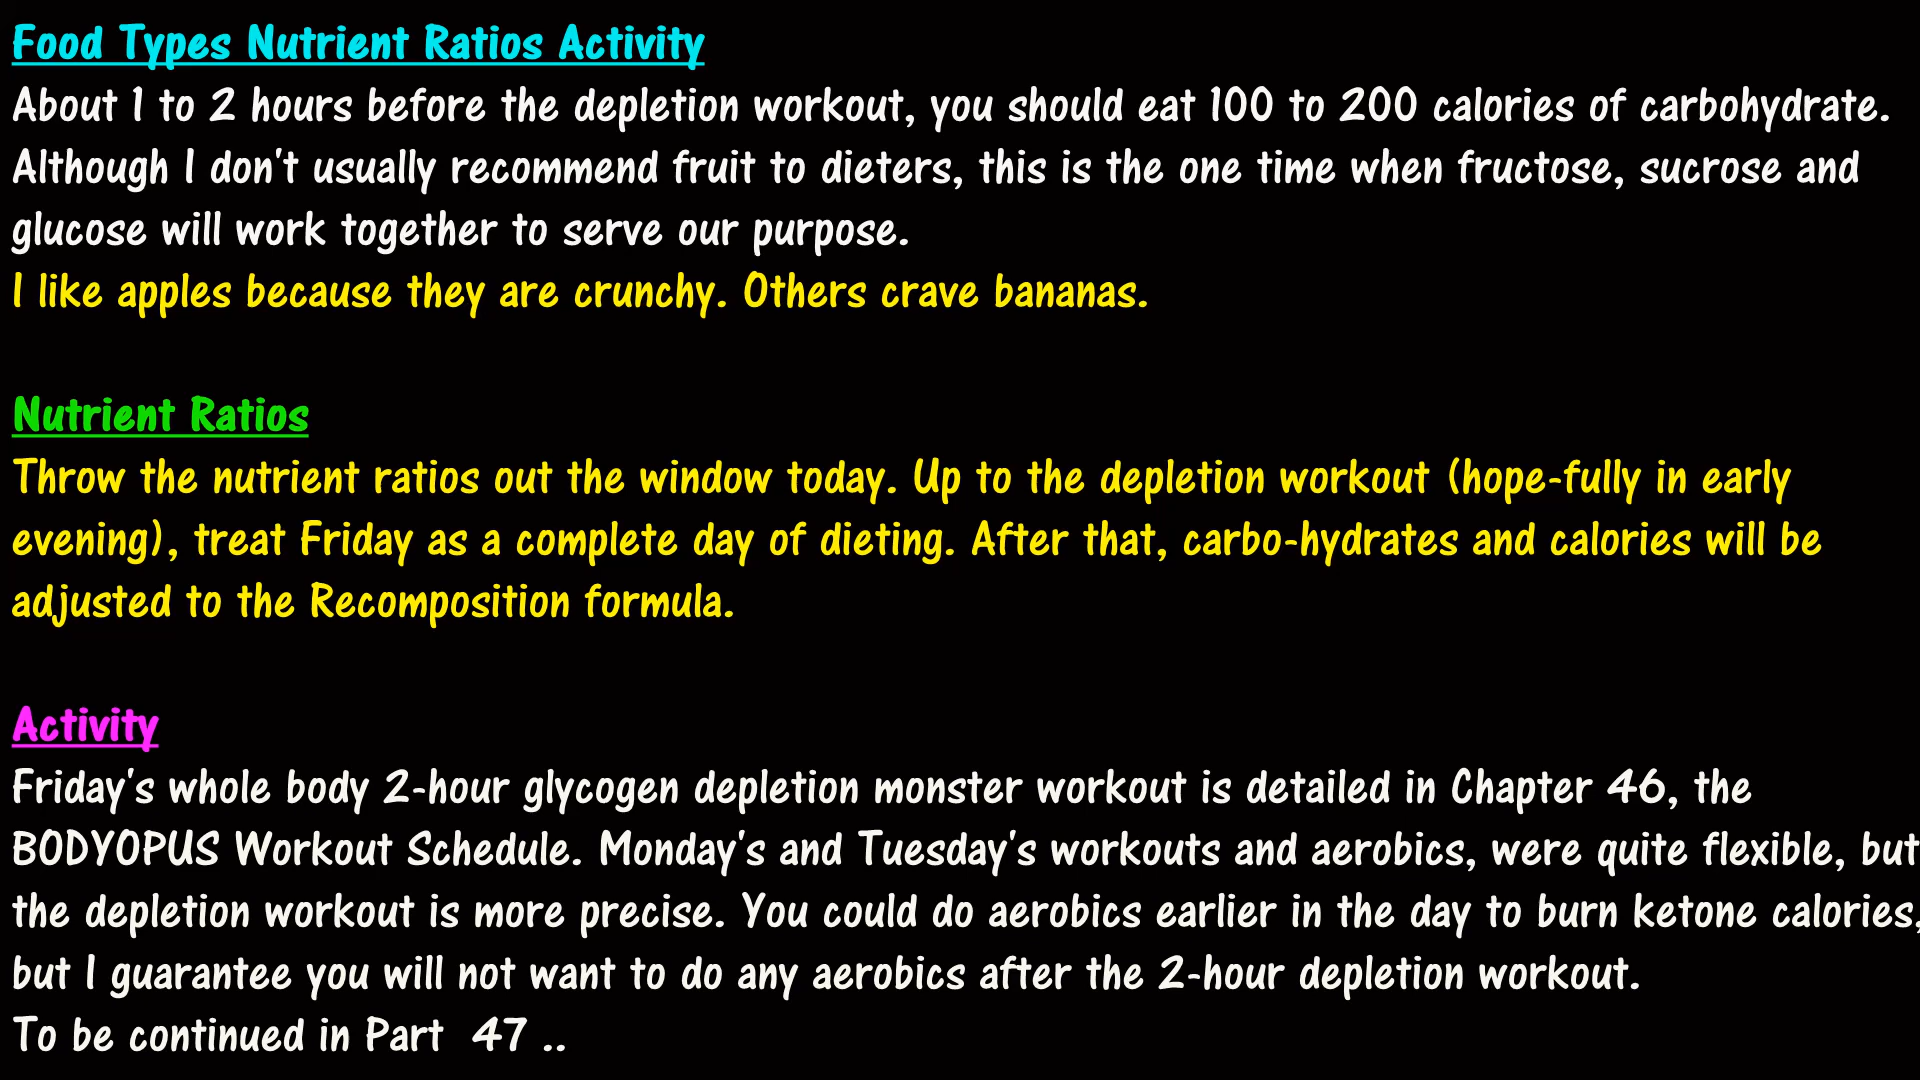 Food Types Nutrient Ratios Activity
About 1 to 2 hours before the depletion workout, you should eat 100 to 200 calories of carbohydrate.
Although I don't usually recommend fruit to dieters, this is the one time when fructose, sucrose and
glucose will work together to serve our purpose.
I like apples because they are crunchy. Others crave bananas.
Nutrient Ratios
Throw the nutrient ratios out the window today. Up to the depletion workout (hope-fully in early
evening), treat Friday as a complete day of dieting. After that, carbo-hydrates and calories will be
adjusted to the Recomposition formula.
Activity
Friday's whole body 2-hour glycogen depletion monster workout is detailed in Chapter 46, the
BODYOPUS Workout Schedule. Monday's and Tuesday's workouts and aerobics, were quite flexible, but
the depletion workout is more precise. You could do aerobics earlier in the day to burn ketone calories,
but I guarantee you will not want to do any aerobics after the 2-hour depletion workout.
To be continued in Part 47 ..